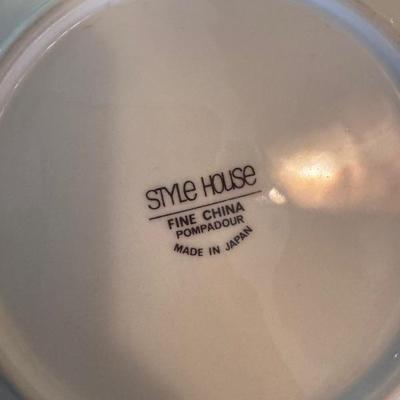 STYLE HOUSE
FINE CHINA
POMPADOUR
MADE IN JAPAN